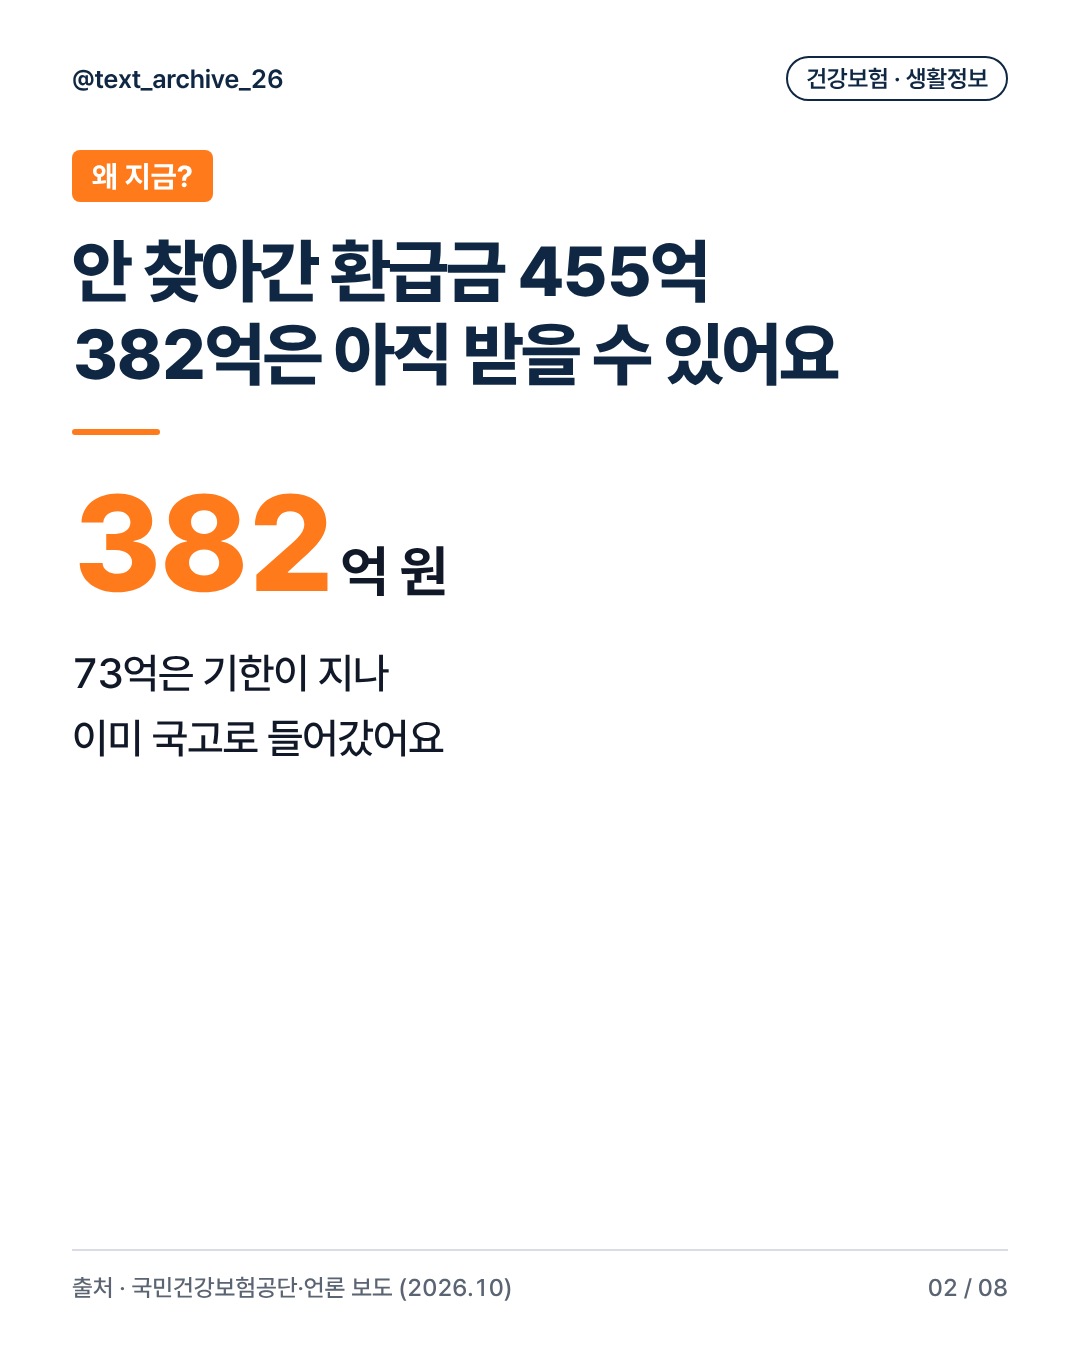 @text_archive_26
건강보험 · 생활정보
왜 지금?
안 찾아간 환급금 455억
382억은 아직 받을 수 있어요
382억 원
73억은 기한이 지나
이미 국고로 들어갔어요
출처 · 국민건강보험공단·언론 보도 (2026.10)
02 / 08